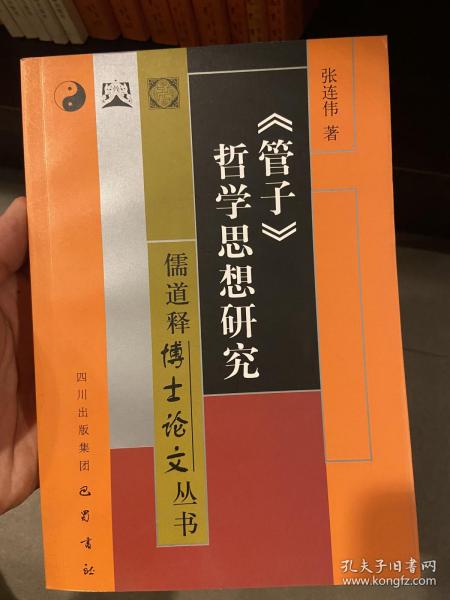 张连伟 著
《管子》
哲学思想研究
儒道释博士论文丛书
四川出版集团 巴蜀书社
孔夫子旧书网
www.kongfz.com